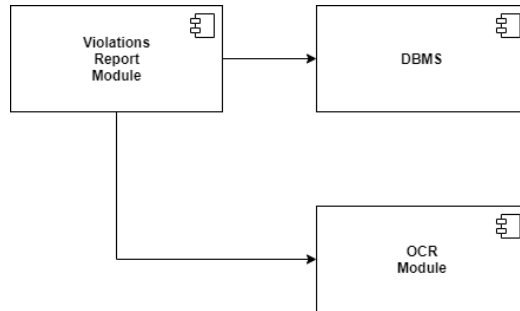 Violations
Report
Module
DBMS
OCR
Module